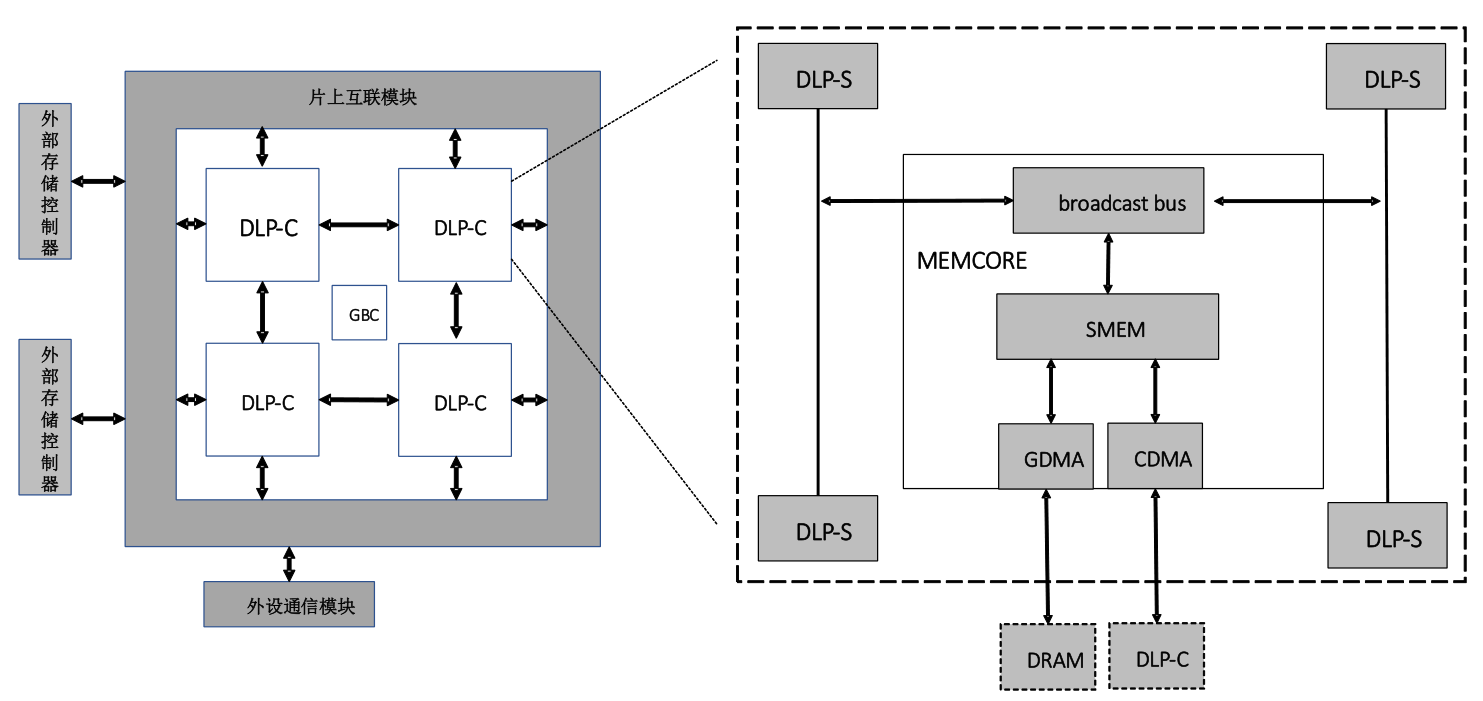 片上互联模块
外部存储控制器
DLP-C
DLP-C
GBC
外部存储控制器
DLP-C
DLP-C
外设通信模块
DLP-S
DLP-S
broadcast bus
MEMCORE
SMEM
GDMA
CDMA
DLP-S
DLP-S
DRAM
DLP-C